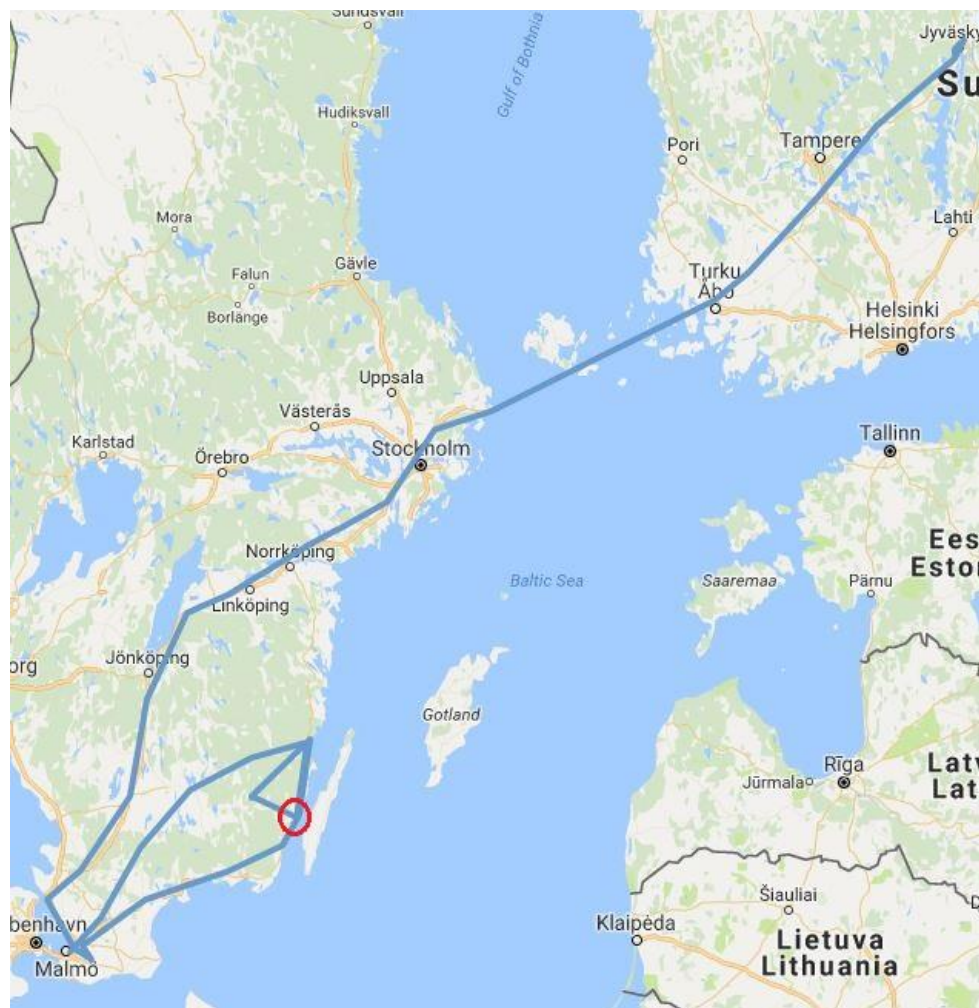 Sundsvall
Gulf of Bothnia
Jyväsky
Su
Hudiksvall
Pori
Tampere
Mora
Lahti
Falun
Gävle
Turku
Åbo
Borlänge
Helsinki
Helsingfors
Uppsala
Västerås
Karlstad
Örebro
Stockholm
Tallinn
Norrköping
Linköping
Baltic Sea
Saaremaa
Pärnu
Ees
Eston
org
Jönköping
Gotland
Jūrmala
Rīga
Latv
Lat
Šiauliai
benhavn
Malmö
Klaipėda
Lietuva
Lithuania
D